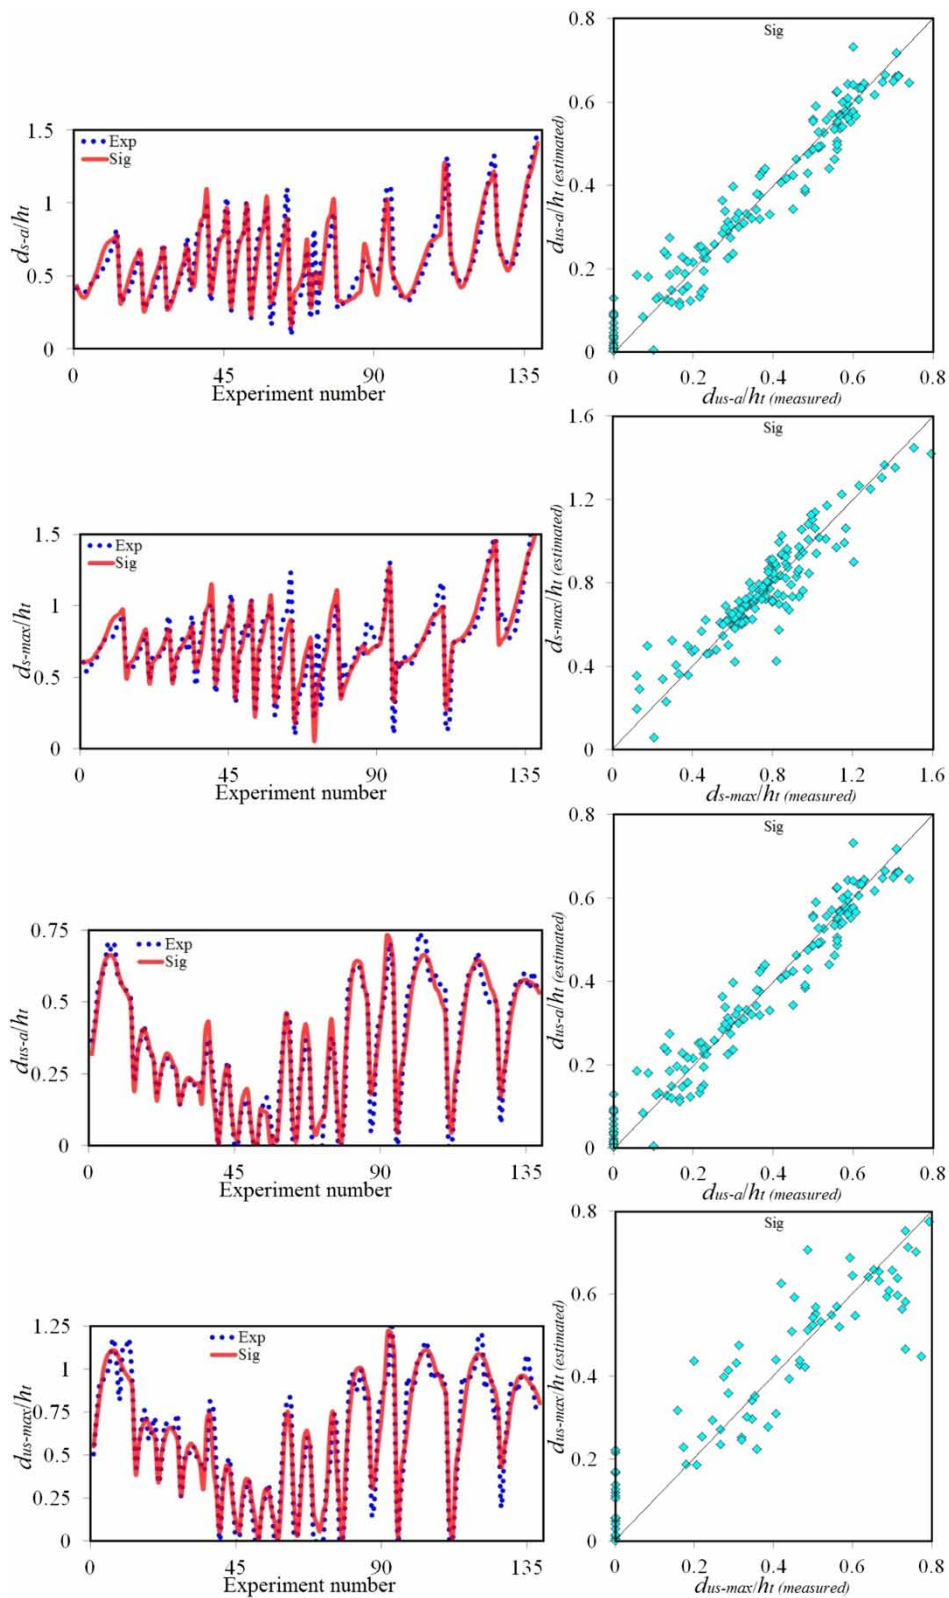 1.5
1
0.5
0
ds-a/ht
Exp
Sig
0 45 90 135
Experiment number
0.8
0.6
0.4
0.2
0
dus-a/ht (estimated)
Sig
0 0.2 0.4 0.6 0.8
dus-a/ht (measured)
1.5
1
0.5
0
ds-max/ht
Exp
Sig
0 45 90 135
Experiment number
1.6
1.2
0.8
0.4
0
ds-max/ht (estimated)
Sig
0 0.4 0.8 1.2 1.6
ds-max/ht (measured)
0.75
0.5
0.25
0
dus-a/ht
Exp
Sig
0 45 90 135
Experiment number
0.8
0.6
0.4
0.2
0
dus-a/ht (estimated)
Sig
0 0.2 0.4 0.6 0.8
dus-a/ht (measured)
1.25
1
0.75
0.5
0.25
0
dus-max/ht
Exp
Sig
0 45 90 135
Experiment number
0.8
0.6
0.4
0.2
0
dus-max/ht (estimated)
Sig
0 0.2 0.4 0.6 0.8
dus-max/ht (measured)